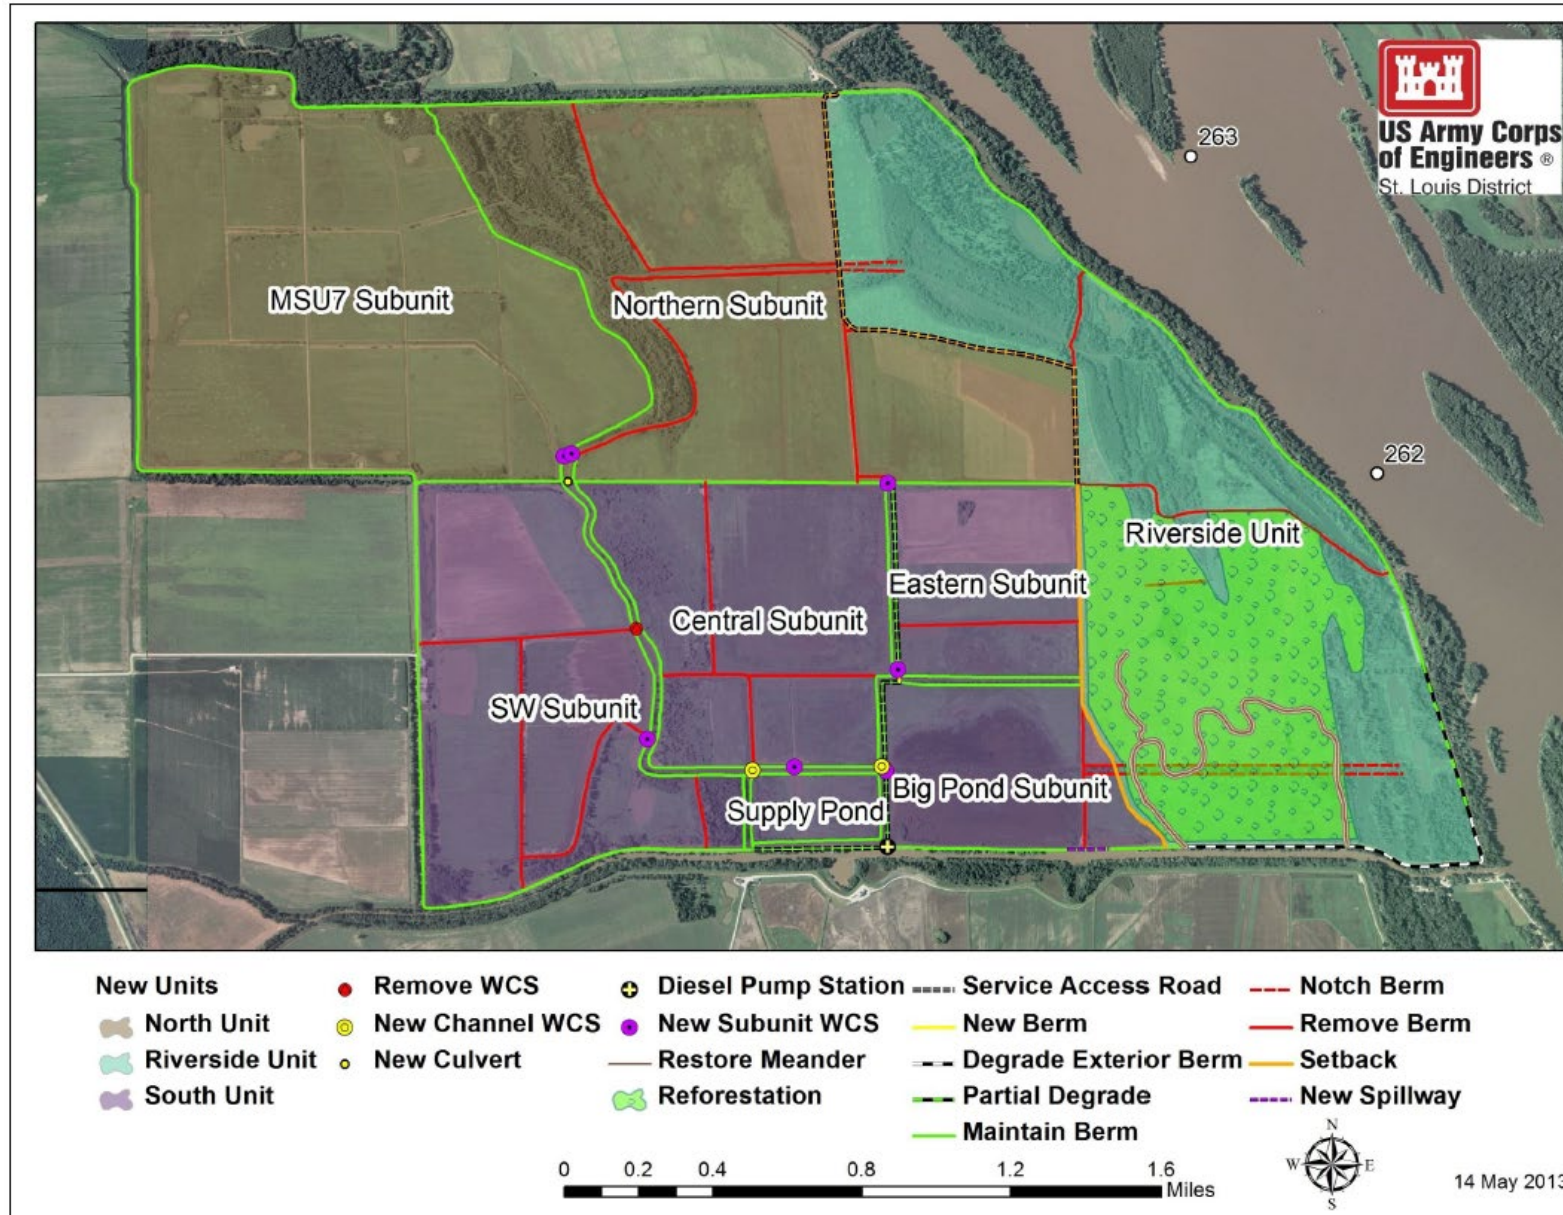 263
US Army Corps
of Engineers ®
St. Louis District
MSU7 Subunit
Northern Subunit
262
Riverside Unit
Eastern Subunit
Central Subunit
SW Subunit
Big Pond Subunit
Supply Pond
New Units
North Unit
Riverside Unit
South Unit
Remove WCS
New Channel WCS
New Culvert
Diesel Pump Station
New Subunit WCS
Restore Meander
Reforestation
Service Access Road
New Berm
Degrade Exterior Berm
Partial Degrade
Maintain Berm
Notch Berm
Remove Berm
Setback
New Spillway
0 0.2 0.4 0.8 1.2 1.6
Miles
N
W E
S
14 May 2013